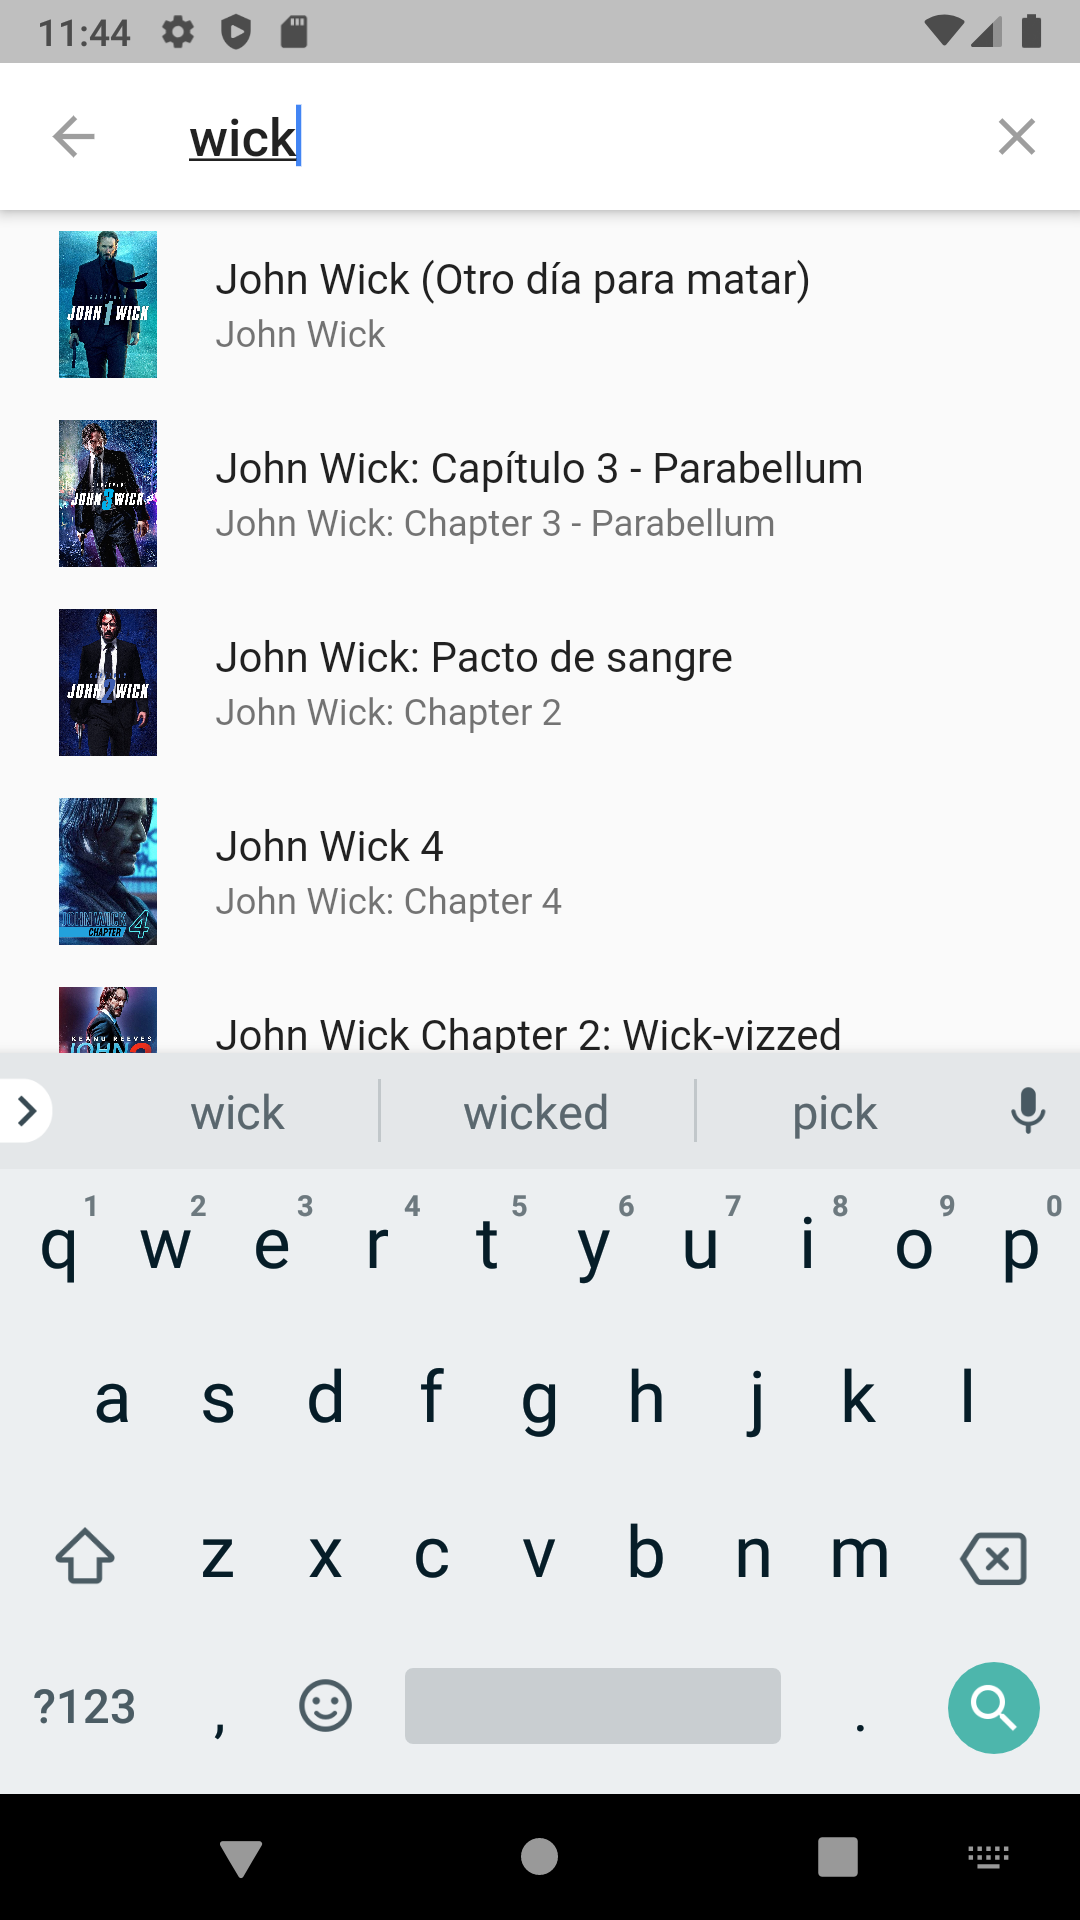 11:44
wick
John Wick (Otro día para matar)
John Wick
JOHN 1 WICK
John Wick: Capítulo 3 - Parabellum
John Wick: Chapter 3 - Parabellum
JOHN 3 WICK
John Wick: Pacto de sangre
John Wick: Chapter 2
JOHN 2 WICK
John Wick 4
John Wick: Chapter 4
JOHN WICK 4
CHAPTER
John Wick Chapter 2: Wick-vizzed
KEANU REEVES
JOHN
wick wicked pick
1 2 3 4 5 6 7 8 9 0
q w e r t y u i o p
a s d f g h j k l
z x c v b n m
?123 , .